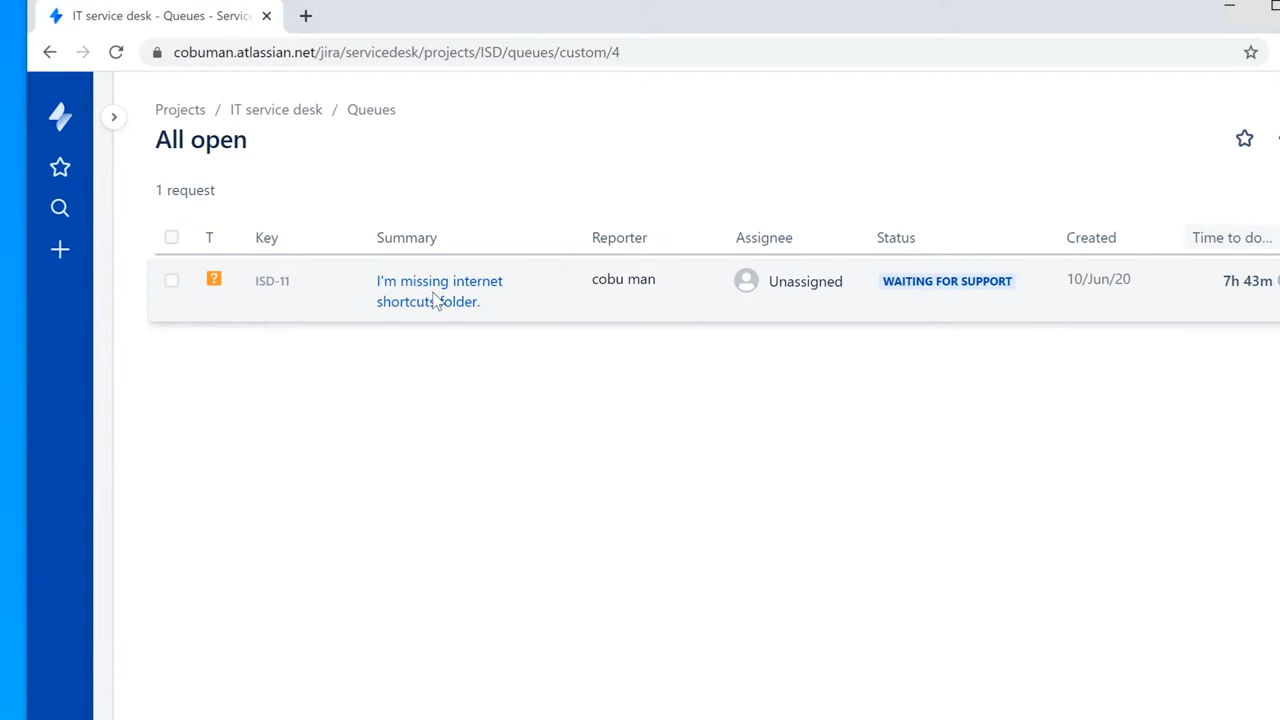 IT service desk - Queues - Servic
cobuman.atlassian.net/jira/servicedesk/projects/ISD/queues/custom/4
Projects / IT service desk / Queues
All open
1 request
T Key Summary Reporter Assignee Status Created Time to do...
? ISD-11 I'm missing internet cobu man Unassigned WAITING FOR SUPPORT 10/Jun/20 7h 43m
shortcuts folder.